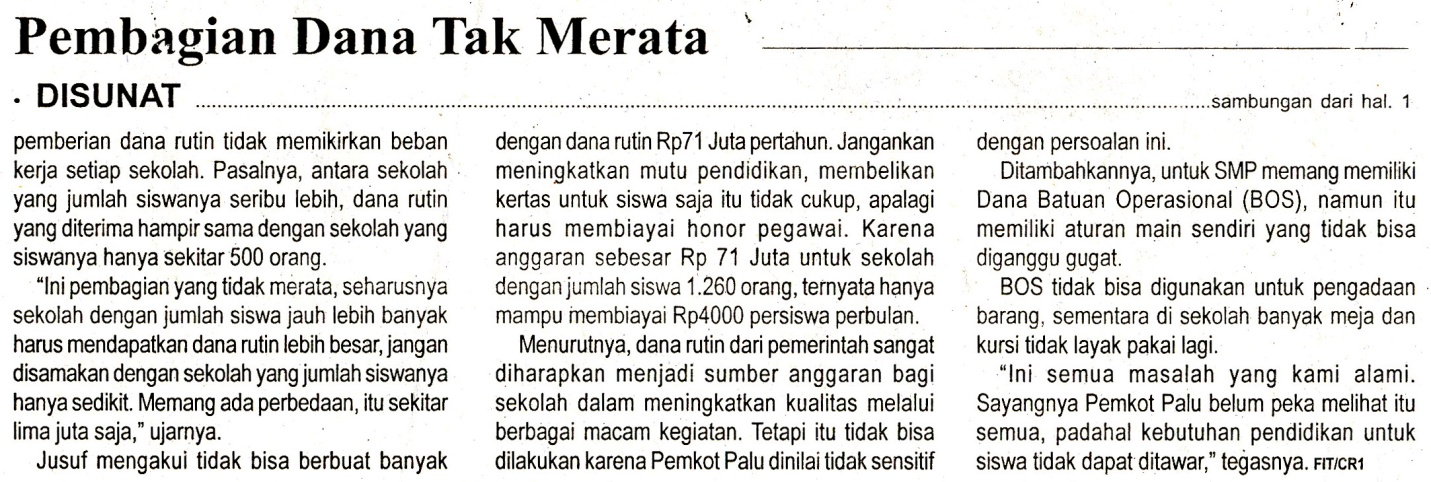 Pembagian Dana Tak Merata
• DISUNAT ........ sambungan dari hal. 1
pemberian dana rutin tidak memikirkan beban
kerja setiap sekolah. Pasalnya, antara sekolah
yang jumlah siswanya seribu lebih, dana rutin
yang diterima hampir sama dengan sekolah yang
siswanya hanya sekitar 500 orang.
“Ini pembagian yang tidak merata, seharusnya
sekolah dengan jumlah siswa jauh lebih banyak
harus mendapatkan dana rutin lebih besar, jangan
disamakan dengan sekolah yang jumlah siswanya
hanya sedikit. Memang ada perbedaan, itu sekitar
lima juta saja,” ujarnya.
Jusuf mengakui tidak bisa berbuat banyak
dengan dana rutin Rp71 Juta pertahun. Jangankan
meningkatkan mutu pendidikan, membelikan
kertas untuk siswa saja itu tidak cukup, apalagi
harus membiayai honor pegawai. Karena
anggaran sebesar Rp 71 Juta untuk sekolah
dengan jumlah siswa 1.260 orang, ternyata hanya
mampu membiayai Rp4000 persiswa perbulan.
Menurutnya, dana rutin dari pemerintah sangat
diharapkan menjadi sumber anggaran bagi
sekolah dalam meningkatkan kualitas melalui
berbagai macam kegiatan. Tetapi itu tidak bisa
dilakukan karena Pemkot Palu dinilai tidak sensitif
dengan persoalan ini.
Ditambahkannya, untuk SMP memang memiliki
Dana Batuan Operasional (BOS), namun itu
memiliki aturan main sendiri yang tidak bisa
diganggu gugat.
BOS tidak bisa digunakan untuk pengadaan
barang, sementara di sekolah banyak meja dan
kursi tidak layak pakai lagi.
“Ini semua masalah yang kami alami.
Sayangnya Pemkot Palu belum peka melihat itu
semua, padahal kebutuhan pendidikan untuk
siswa tidak dapat ditawar,” tegasnya. FIT/CR1